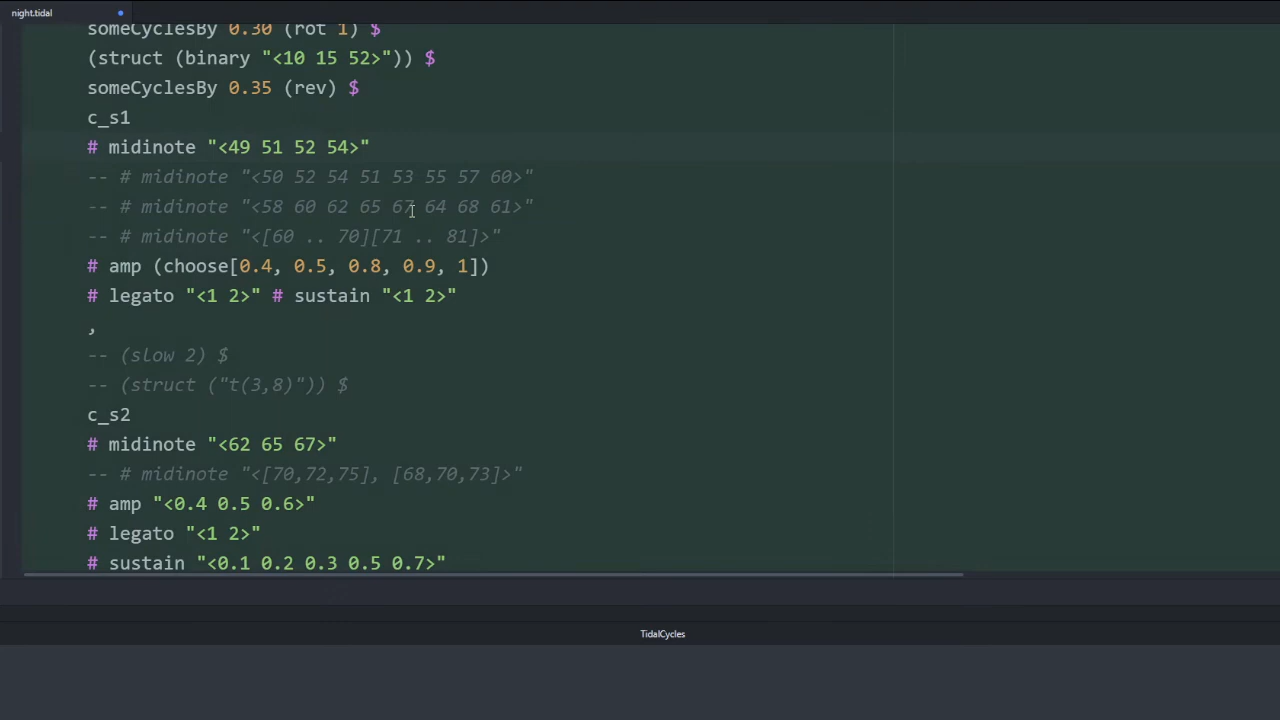 night.tidal
someCyclesBy 0.30 (rot 1) $
(struct (binary "<10 15 52>")) $
someCyclesBy 0.35 (rev) $
c_s1
# midinote "<49 51 52 54>"
-- # midinote "<50 52 54 51 53 55 57 60>"
-- # midinote "<58 60 62 65 67 64 68 61>"
-- # midinote "<[60 .. 70][71 .. 81]>"
# amp (choose[0.4, 0.5, 0.8, 0.9, 1])
# legato "<1 2>" # sustain "<1 2>"
,
-- (slow 2) $
-- (struct ("t(3,8)")) $
c_s2
# midinote "<62 65 67>"
-- # midinote "<[70,72,75], [68,70,73]>"
# amp "<0.4 0.5 0.6>"
# legato "<1 2>"
# sustain "<0.1 0.2 0.3 0.5 0.7>"
TidalCycles